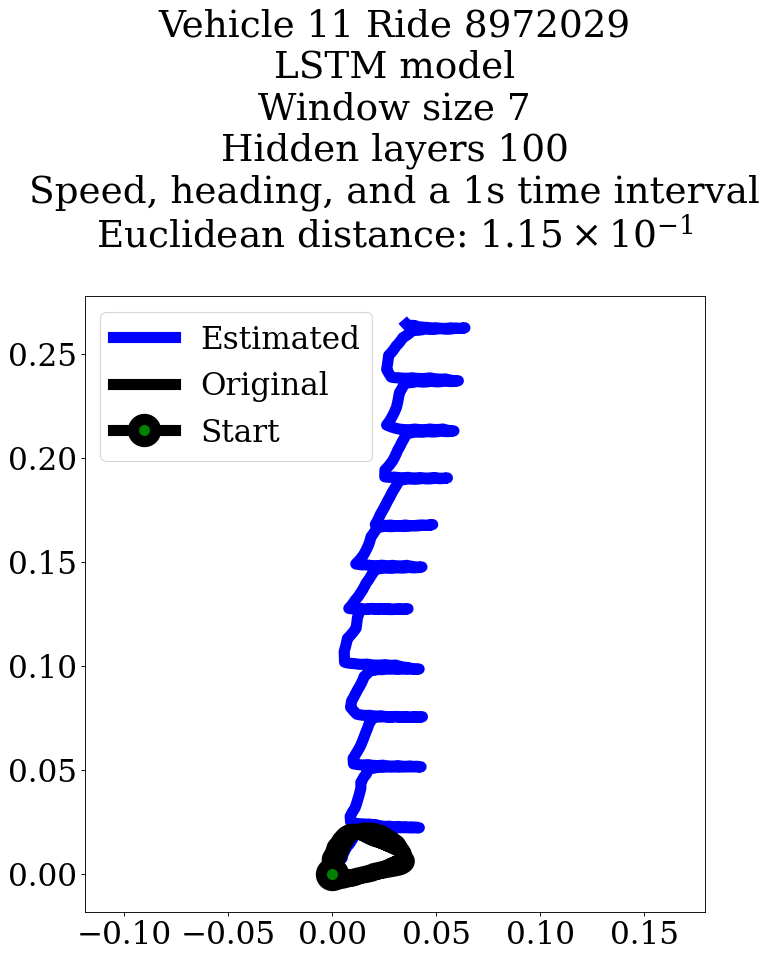 Vehicle 11 Ride 8972029
LSTM model
Window size 7
Hidden layers 100
Speed, heading, and a 1s time interval
Euclidean distance: 1.15 × 10⁻¹
Estimated
Original
Start
0.25
0.20
0.15
0.10
0.05
0.00
−0.10 −0.05 0.00 0.05 0.10 0.15